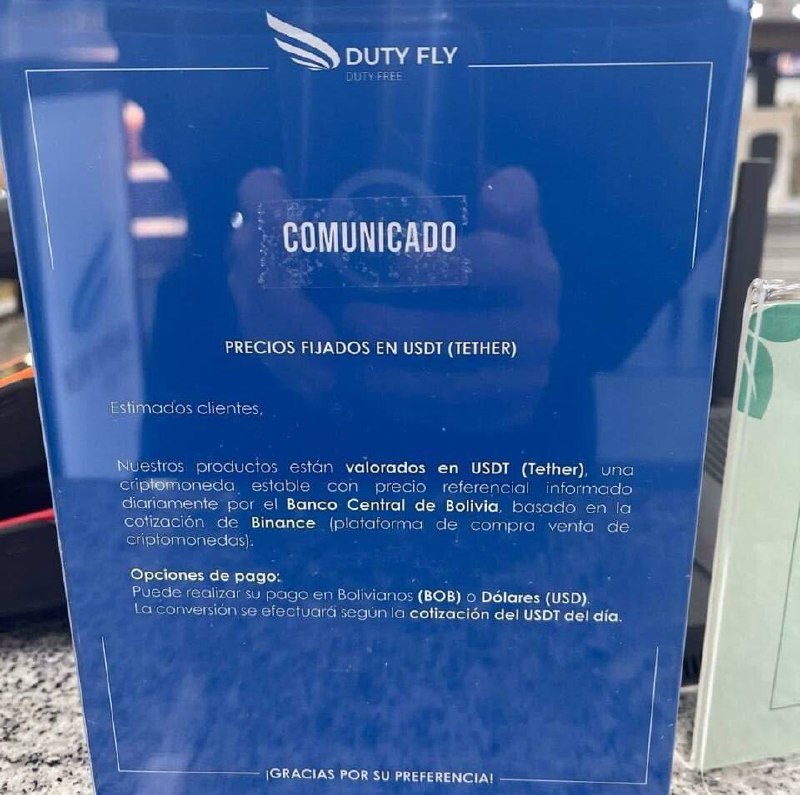 DUTY FLY
DUTY FREE
COMUNICADO
PRECIOS FIJADOS EN USDT (TETHER)
Estimados clientes,
Nuestros productos están valorados en USDT (Tether), una
criptomoneda estable con precio referencial informado
diariamente por el Banco Central de Bolivia, basado en la
cotización de Binance (plataforma de compra venta de
criptomonedas).
Opciones de pago:
Puede realizar su pago en Bolivianos (BOB) o Dólares (USD).
La conversión se efectuará según la cotización del USDT del día.
¡GRACIAS POR SU PREFERENCIA!